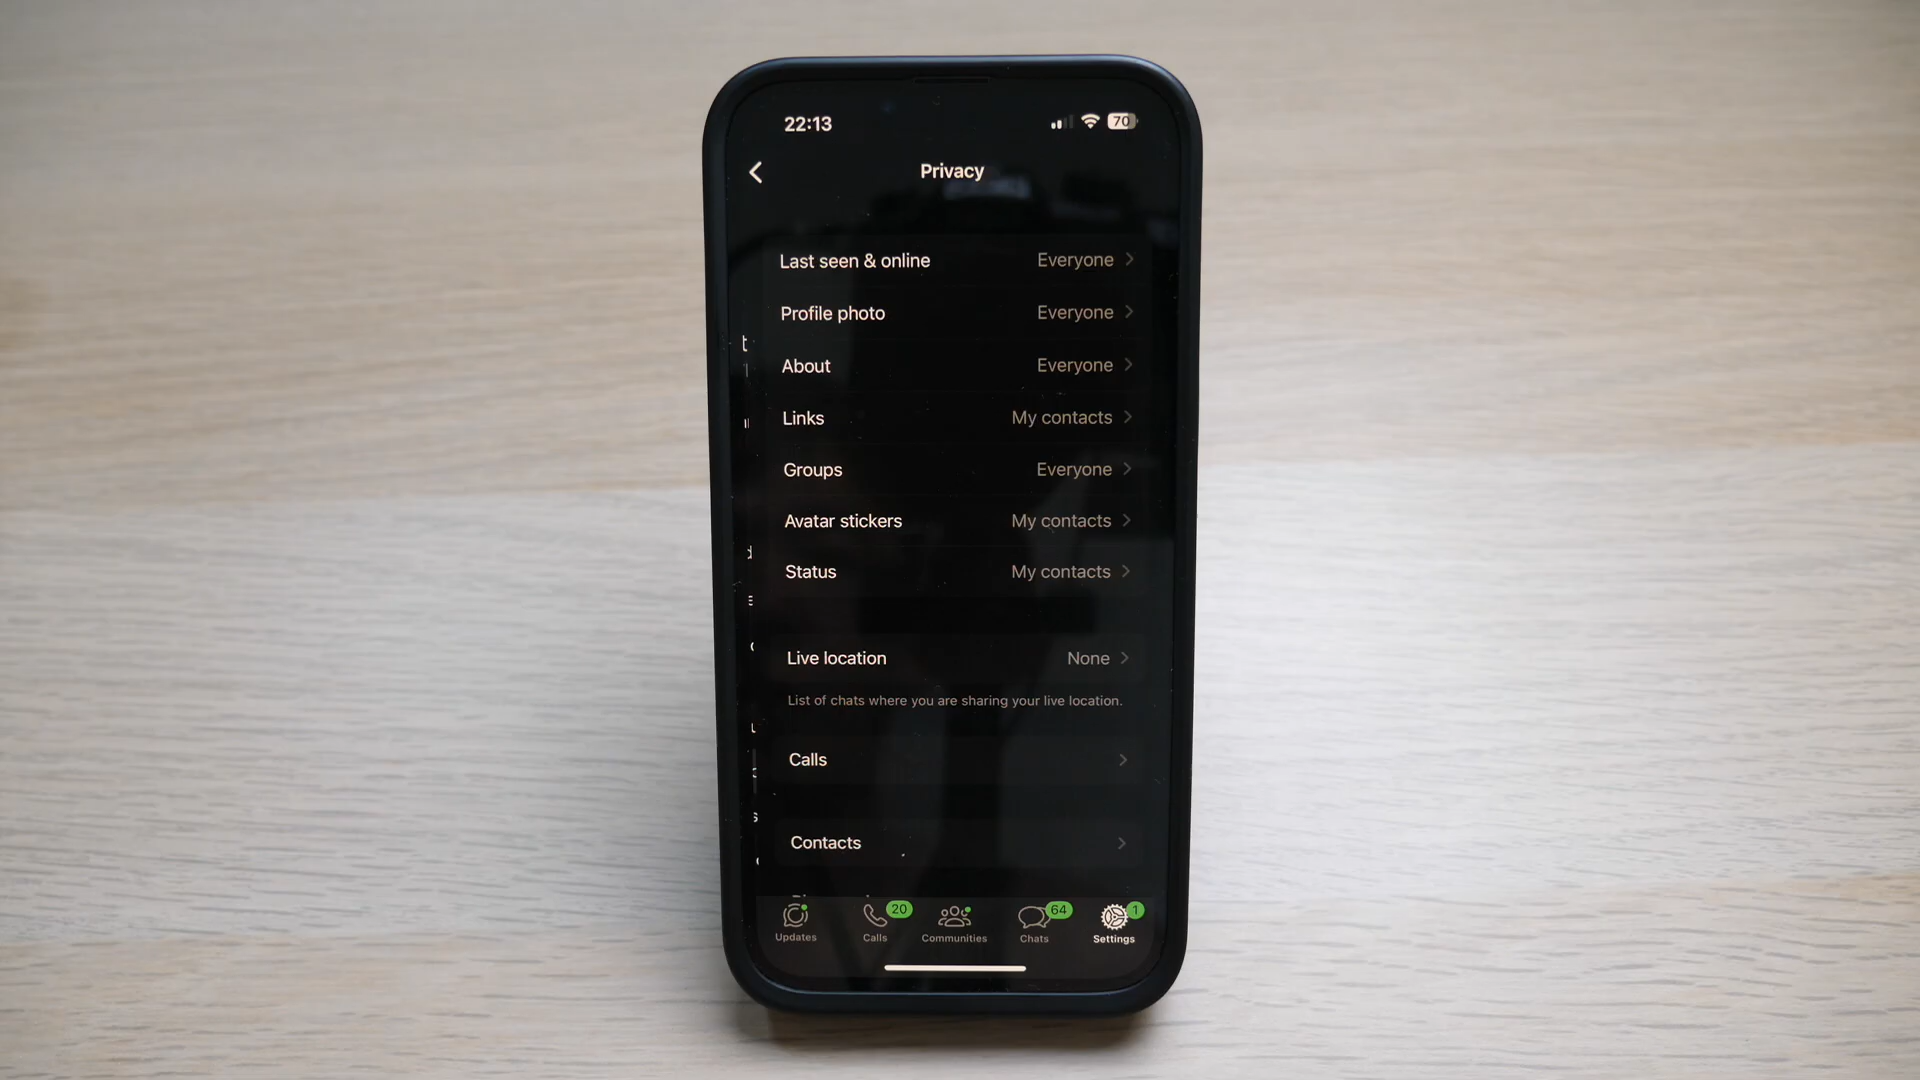 22:13
70
Privacy
Last seen & online Everyone
Profile photo Everyone
About Everyone
Links My contacts
Groups Everyone
Avatar stickers My contacts
Status My contacts
Live location None
List of chats where you are sharing your live location.
Calls
Contacts
20 64 1
Updates Calls Communities Chats Settings